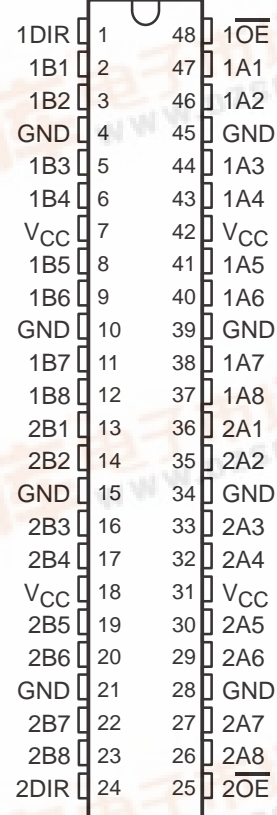 1DIR 1 48 1O̅E̅
1B1 2 47 1A1
1B2 3 46 1A2
GND 4 45 GND
1B3 5 44 1A3
1B4 6 43 1A4
VCC 7 42 VCC
1B5 8 41 1A5
1B6 9 40 1A6
GND 10 39 GND
1B7 11 38 1A7
1B8 12 37 1A8
2B1 13 36 2A1
2B2 14 35 2A2
GND 15 34 GND
2B3 16 33 2A3
2B4 17 32 2A4
VCC 18 31 VCC
2B5 19 30 2A5
2B6 20 29 2A6
GND 21 28 GND
2B7 22 27 2A7
2B8 23 26 2A8
2DIR 24 25 2O̅E̅